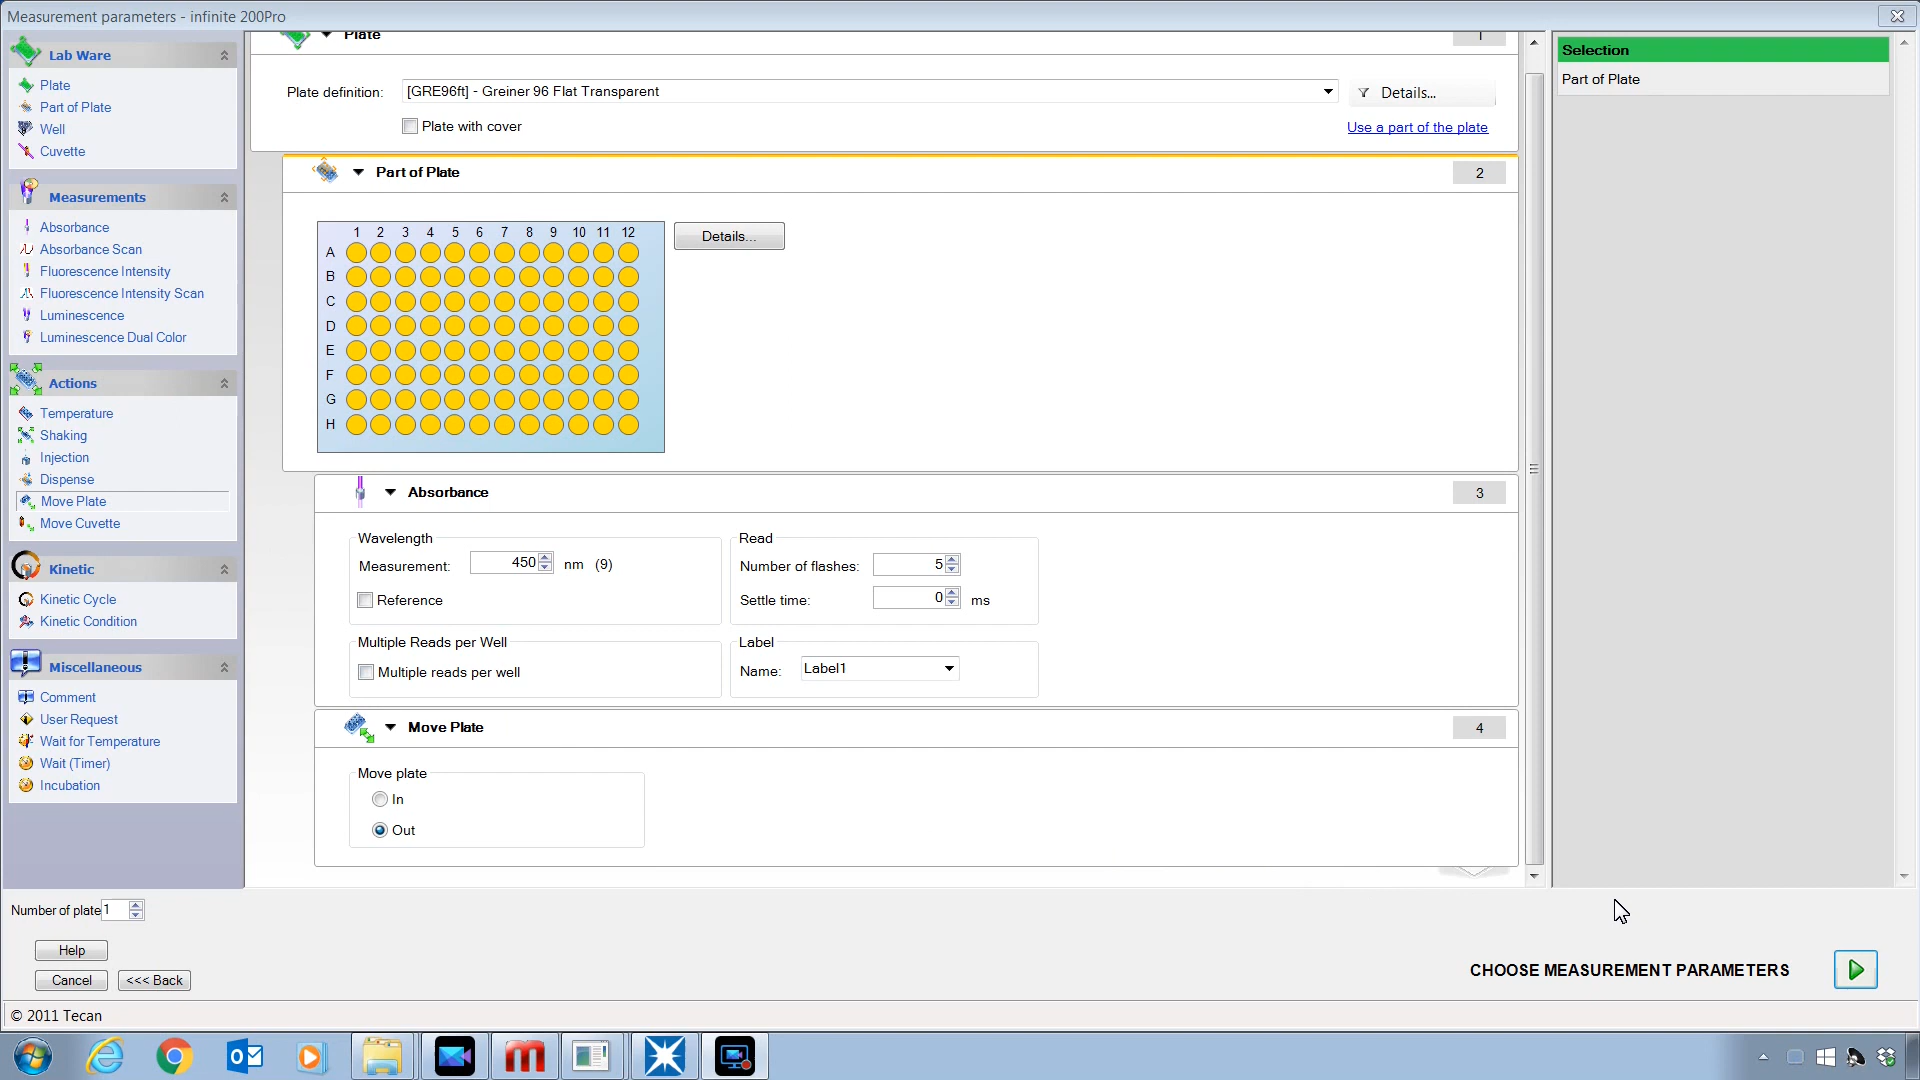 Measurement parameters - infinite 200Pro
Lab Ware
Plate
Part of Plate
Well
Cuvette
Measurements
Absorbance
Absorbance Scan
Fluorescence Intensity
Fluorescence Intensity Scan
Luminescence
Luminescence Dual Color
Actions
Temperature
Shaking
Injection
Dispense
Move Plate
Move Cuvette
Kinetic
Kinetic Cycle
Kinetic Condition
Miscellaneous
Comment
User Request
Wait for Temperature
Wait (Timer)
Incubation
Plate 1
Plate definition: [GRE96ft] - Greiner 96 Flat Transparent Details...
Plate with cover Use a part of the plate
Part of Plate 2
1 2 3 4 5 6 7 8 9 10 11 12
Details...
A
B
C
D
E
F
G
H
Absorbance 3
Wavelength
Measurement: 450 nm (9)
Reference
Read
Number of flashes: 5
Settle time: 0 ms
Multiple Reads per Well
Multiple reads per well
Label
Name: Label1
Move Plate 4
Move plate
In
Out
Selection
Part of Plate
Number of plate 1
Help
Cancel <<< Back
CHOOSE MEASUREMENT PARAMETERS
© 2011 Tecan